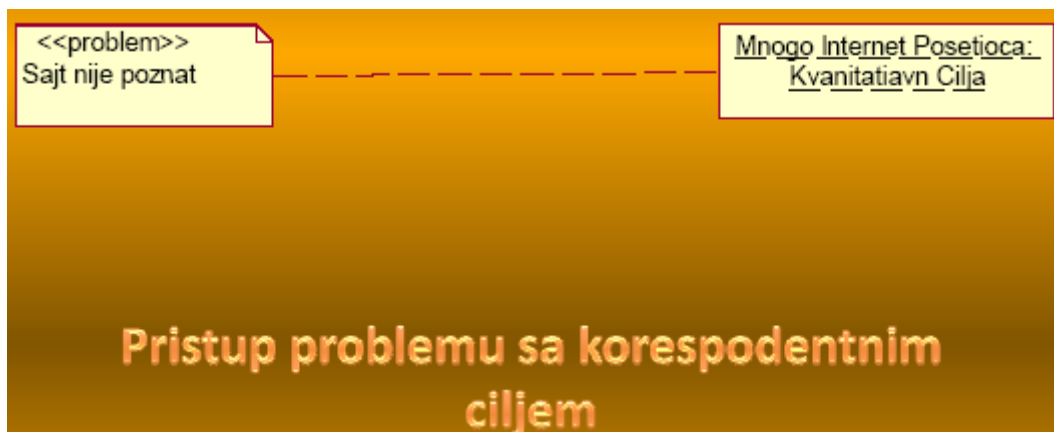 <<problem>>
Sajt nije poznat
Mnogo Internet Posetioca:
Kvanitatiavn Cilja
Pristup problemu sa korespodentnim
ciljem